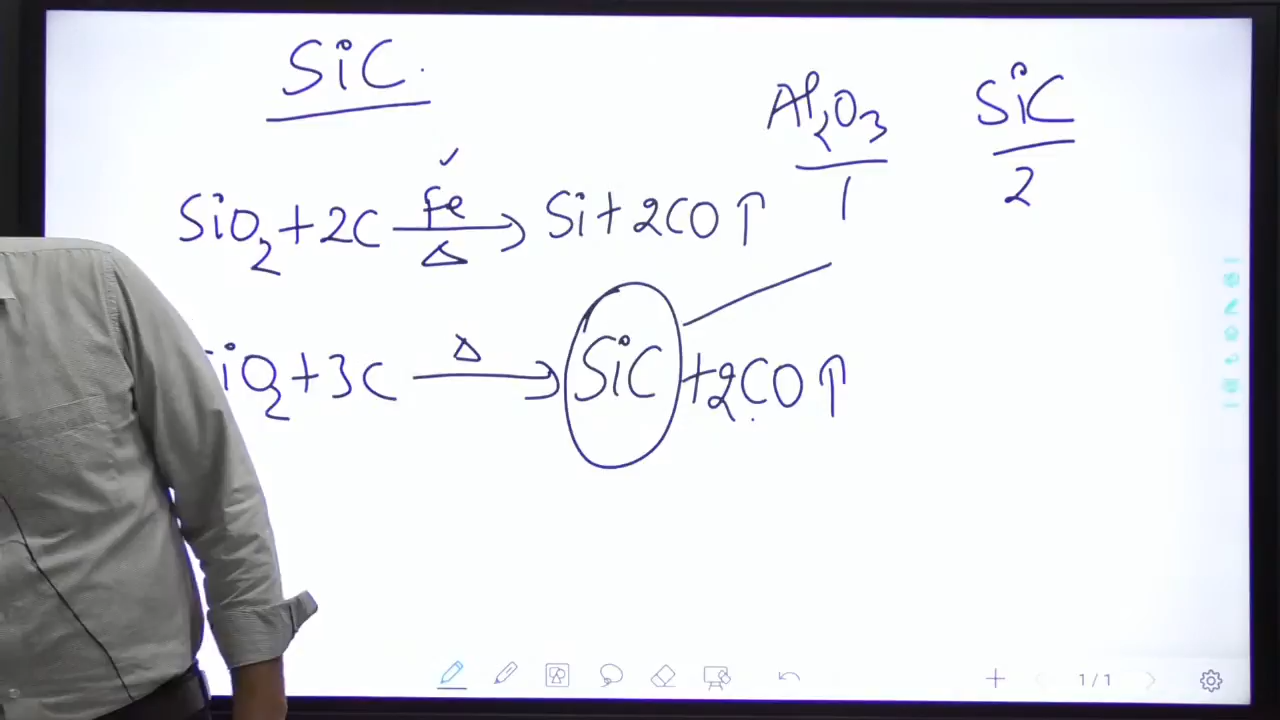 SiC.
Al₂O₃ SiC
1 2
SiO₂+2C Fe Δ → Si+2CO↑
iO₂+3C Δ → SiC+2CO↑
1/1